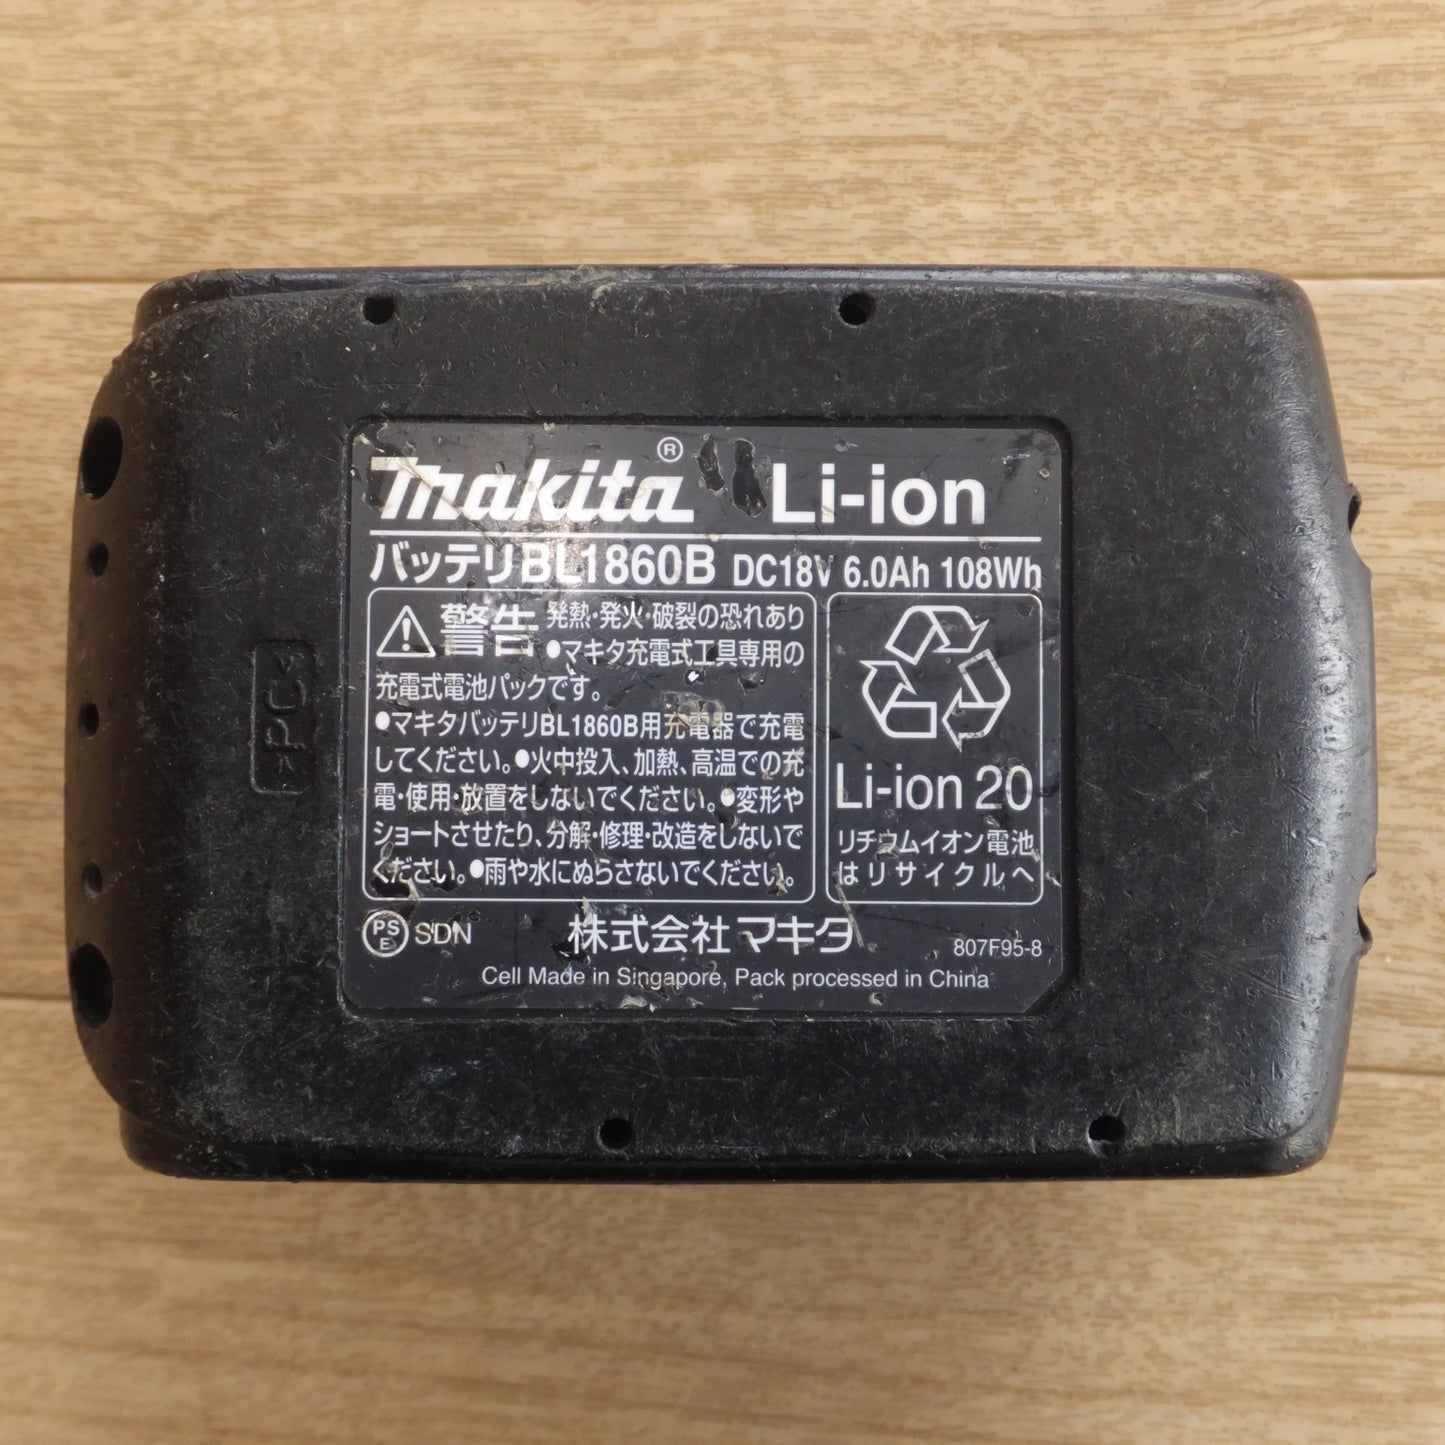 makita® Li-ion
バッテリBL1860B DC18V 6.0Ah 108Wh
警告 発熱・発火・破裂の恐れあり
●マキタ充電式工具専用の
充電式電池パックです。
●マキタバッテリBL1860B用充電器で充電
してください。●火中投入、加熱、高温での充
電・使用・放置をしないでください。●変形や
ショートさせたり、分解・修理・改造をしないで
ください。●雨や水にぬらさないでください。
Li-ion 20
リチウムイオン電池
はリサイクルへ
PS
E SDN 株式会社マキタ 807F95-8
Cell Made in Singapore, Pack processed in China
>PC<